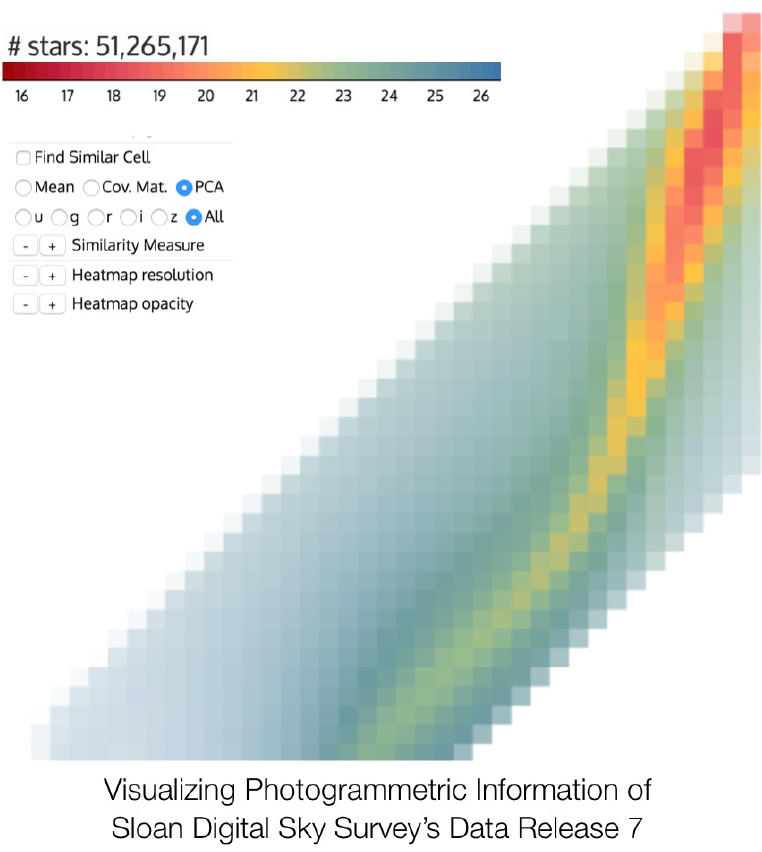 # stars: 51,265,171
16 17 18 19 20 21 22 23 24 25 26
Find Similar Cell
Mean Cov. Mat. PCA
u g r i z All
- + Similarity Measure
- + Heatmap resolution
- + Heatmap opacity
Visualizing Photogrammetric Information of
Sloan Digital Sky Survey's Data Release 7